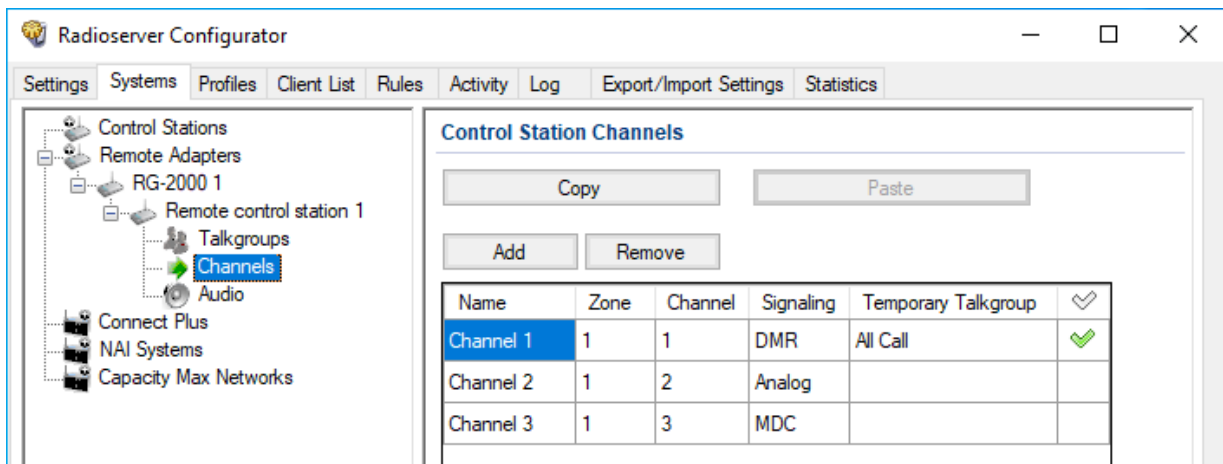 Radioserver Configurator
Settings Systems Profiles Client List Rules Activity Log Export/Import Settings Statistics
Control Stations
Remote Adapters
RG-2000 1
Remote control station 1
Talkgroups
Channels
Audio
Connect Plus
NAI Systems
Capacity Max Networks
Control Station Channels
Copy Paste
Add Remove
Name Zone Channel Signaling Temporary Talkgroup
Channel 1 1 1 DMR All Call
Channel 2 1 2 Analog
Channel 3 1 3 MDC